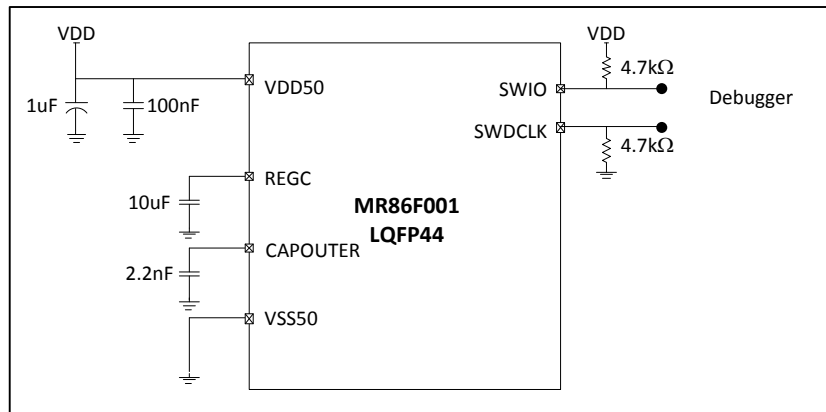 VDD
VDD
4.7kΩ
VDD50
SWIO
1uF
100nF
Debugger
SWDCLK
4.7kΩ
REGC
10uF
MR86F001
LQFP44
CAPOUTER
2.2nF
VSS50